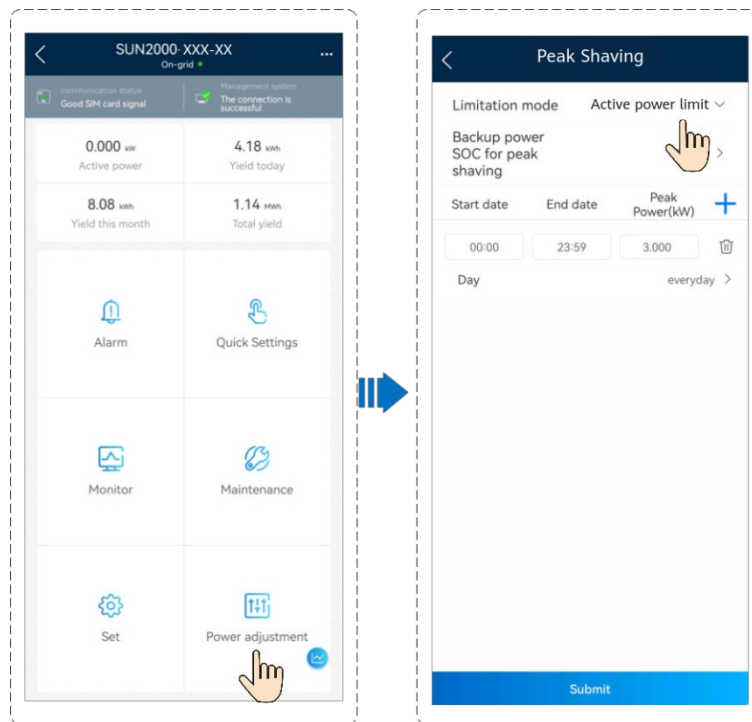 SUN2000- XXX-XX
On-grid
communication status
Good SIM card signal
Management system
The connection is
successful
0.000 kW
Active power
4.18 kWh
Yield today
8.08 kWh
Yield this month
1.14 MWh
Total yield
Alarm
Quick Settings
Monitor
Maintenance
Set
Power adjustment
Peak Shaving
Limitation mode
Active power limit
Backup power
SOC for peak
shaving
Start date
End date
Peak
Power(kW)
00:00
23:59
3.000
Day
everyday
Submit